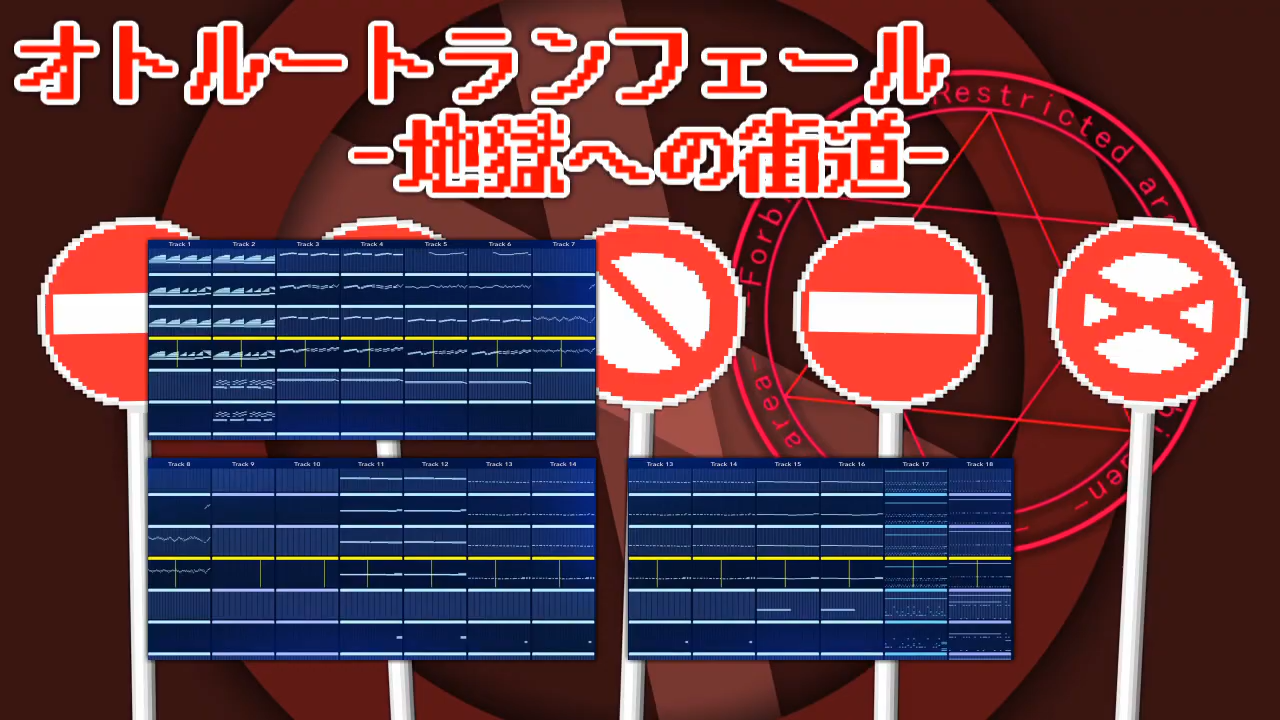 オトルートランフェール
-地獄への街道-
Restricted ar
-Forb
area-
den-
Track 1 Track 2 Track 3 Track 4 Track 5 Track 6 Track 7
Track 8 Track 9 Track 10 Track 11 Track 12 Track 13 Track 14
Track 13 Track 14 Track 15 Track 16 Track 17 Track 18